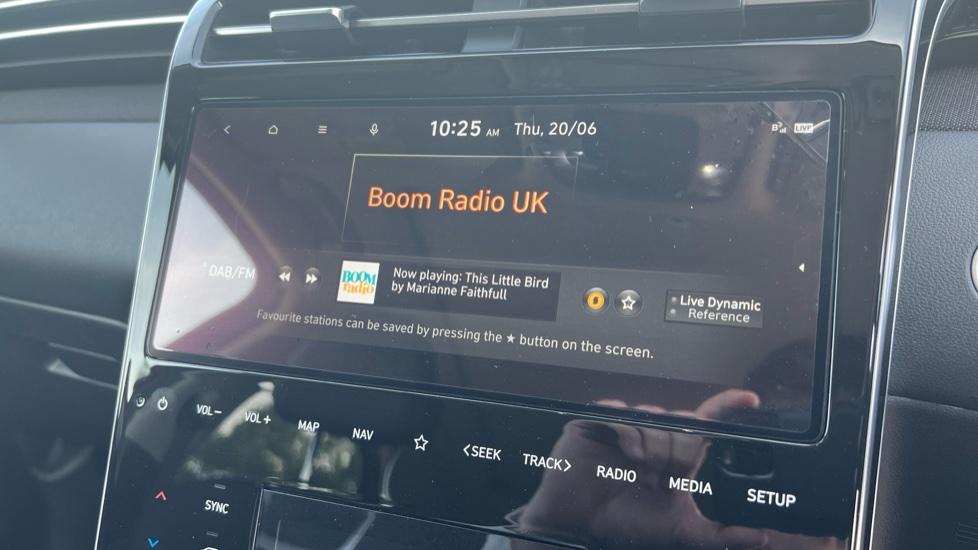 10:25 AM Thu, 20/06
LIVE
Boom Radio UK
DAB/FM
BOOM
radio
Now playing: This Little Bird
by Marianne Faithfull
Live Dynamic
Reference
Favourite stations can be saved by pressing the ★ button on the screen.
VOL−
VOL+
MAP
NAV
<SEEK
TRACK>
RADIO
MEDIA
SETUP
SYNC